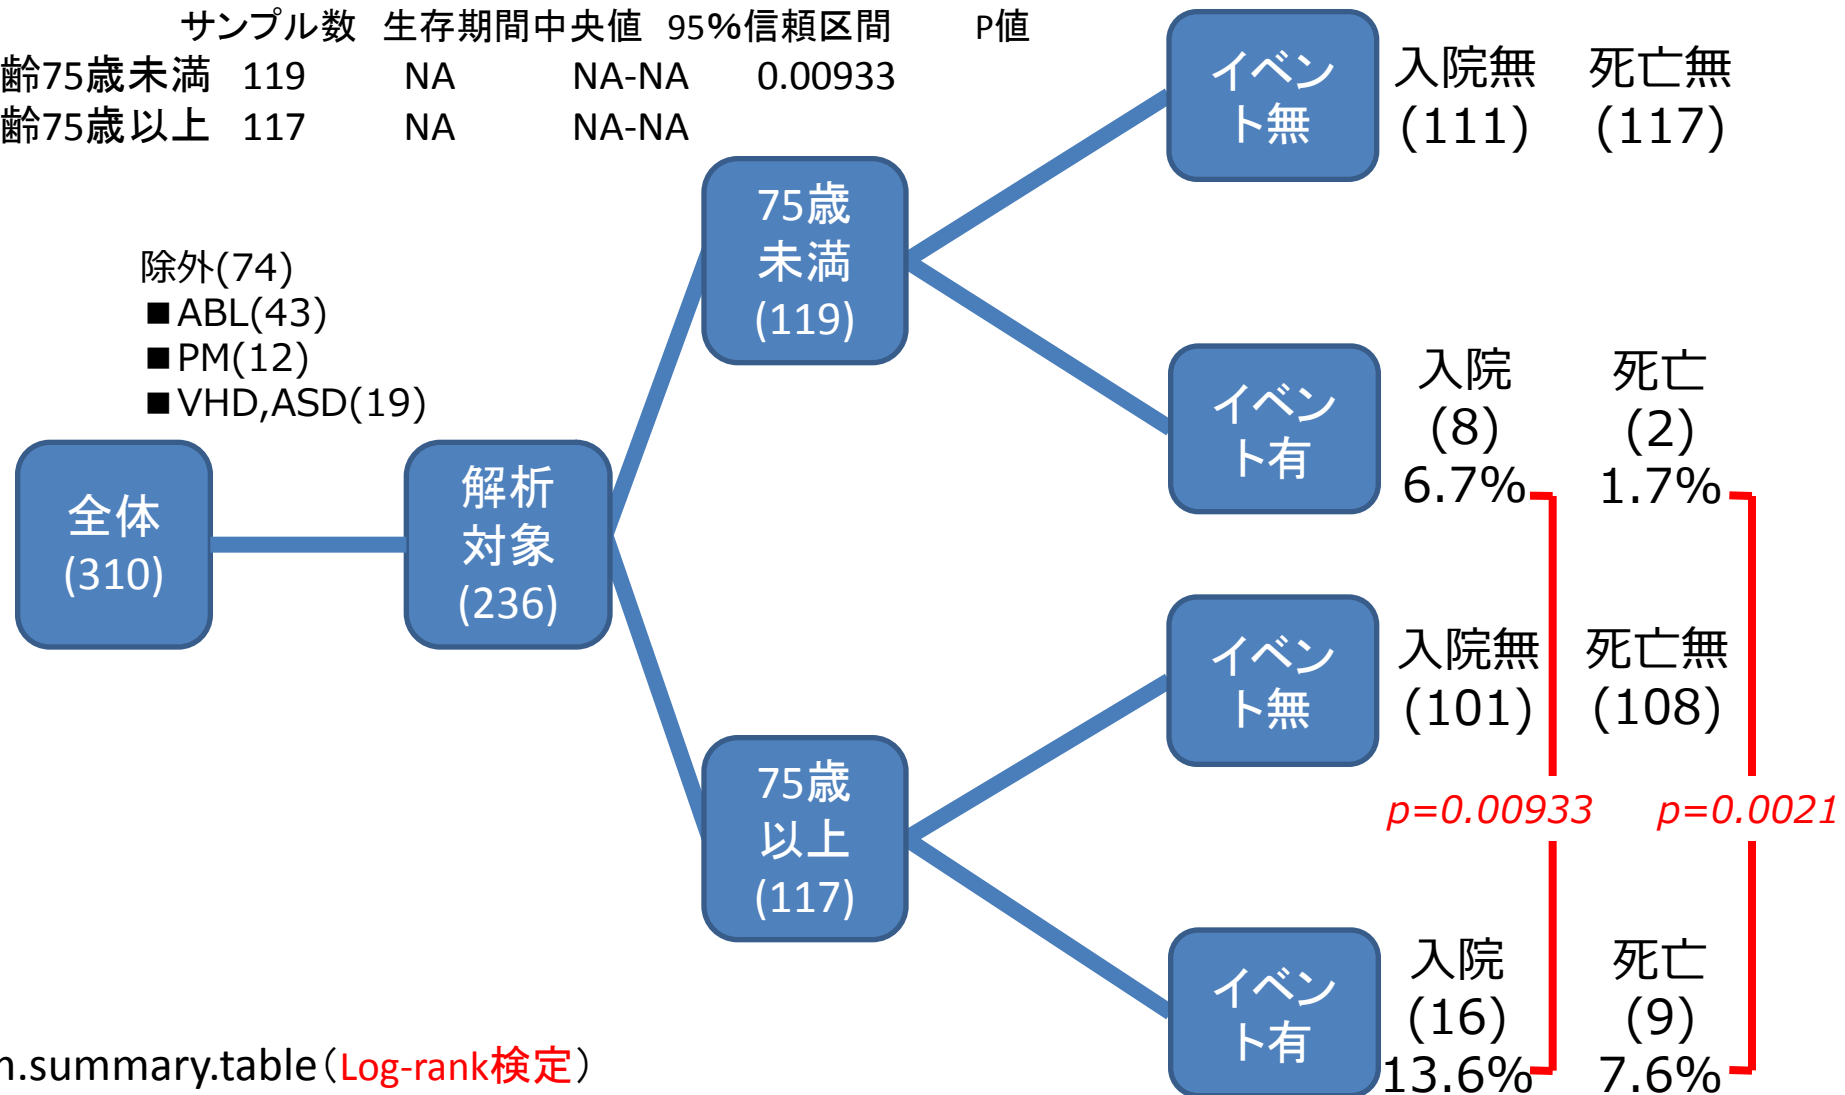 サンプル数 生存期間中央値 95%信頼区間 P値
齢75歳未満 119 NA NA-NA 0.00933
齢75歳以上 117 NA NA-NA
除外(74)
■ABL(43)
■PM(12)
■VHD,ASD(19)
全体
(310)
解析
対象
(236)
75歳
未満
(119)
75歳
以上
(117)
イベン
ト無
入院無 死亡無
(111) (117)
イベン
ト有
入院 死亡
(8) (2)
6.7% 1.7%
イベン
ト無
入院無 死亡無
(101) (108)
p=0.00933 p=0.0021
イベン
ト有
入院 死亡
(16) (9)
13.6% 7.6%
n.summary.table（Log-rank検定）